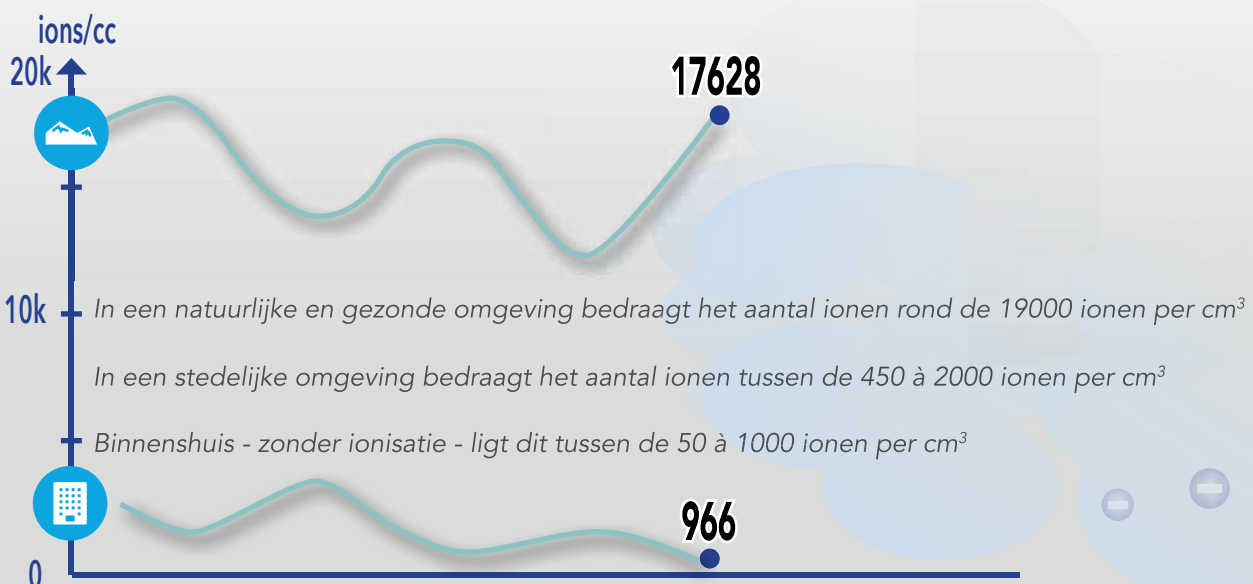 ions/cc
20k
17628
10k
In een natuurlijke en gezonde omgeving bedraagt het aantal ionen rond de 19000 ionen per cm³
In een stedelijke omgeving bedraagt het aantal ionen tussen de 450 à 2000 ionen per cm³
Binnenshuis - zonder ionisatie - ligt dit tussen de 50 à 1000 ionen per cm³
966
0